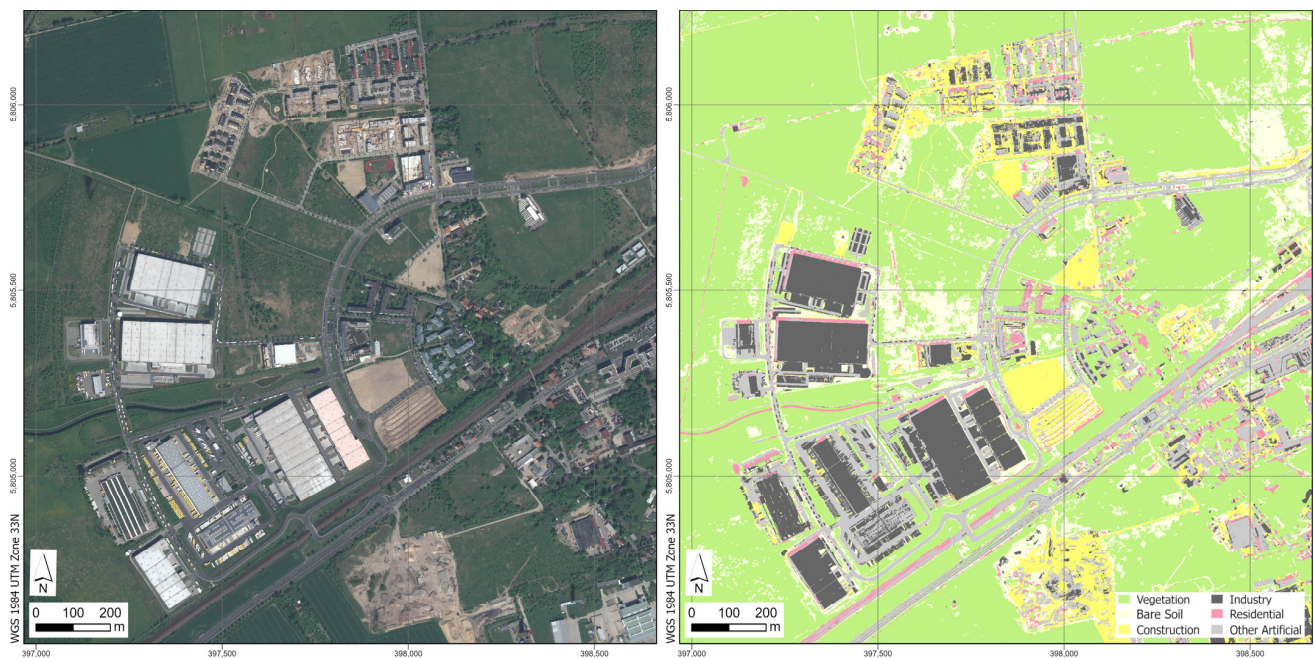 5,806,000
5,805,500
5,805,000
WGS 1984 UTM Zone 33N
N
0 100 200
m
397,000 397,500 398,000 398,500
5,806,000
5,805,500
5,805,000
WGS 1984 UTM Zone 33N
N
0 100 200
m
Vegetation
Bare Soil
Construction
Industry
Residential
Other Artificial
397,000 397,500 398,000 398,500